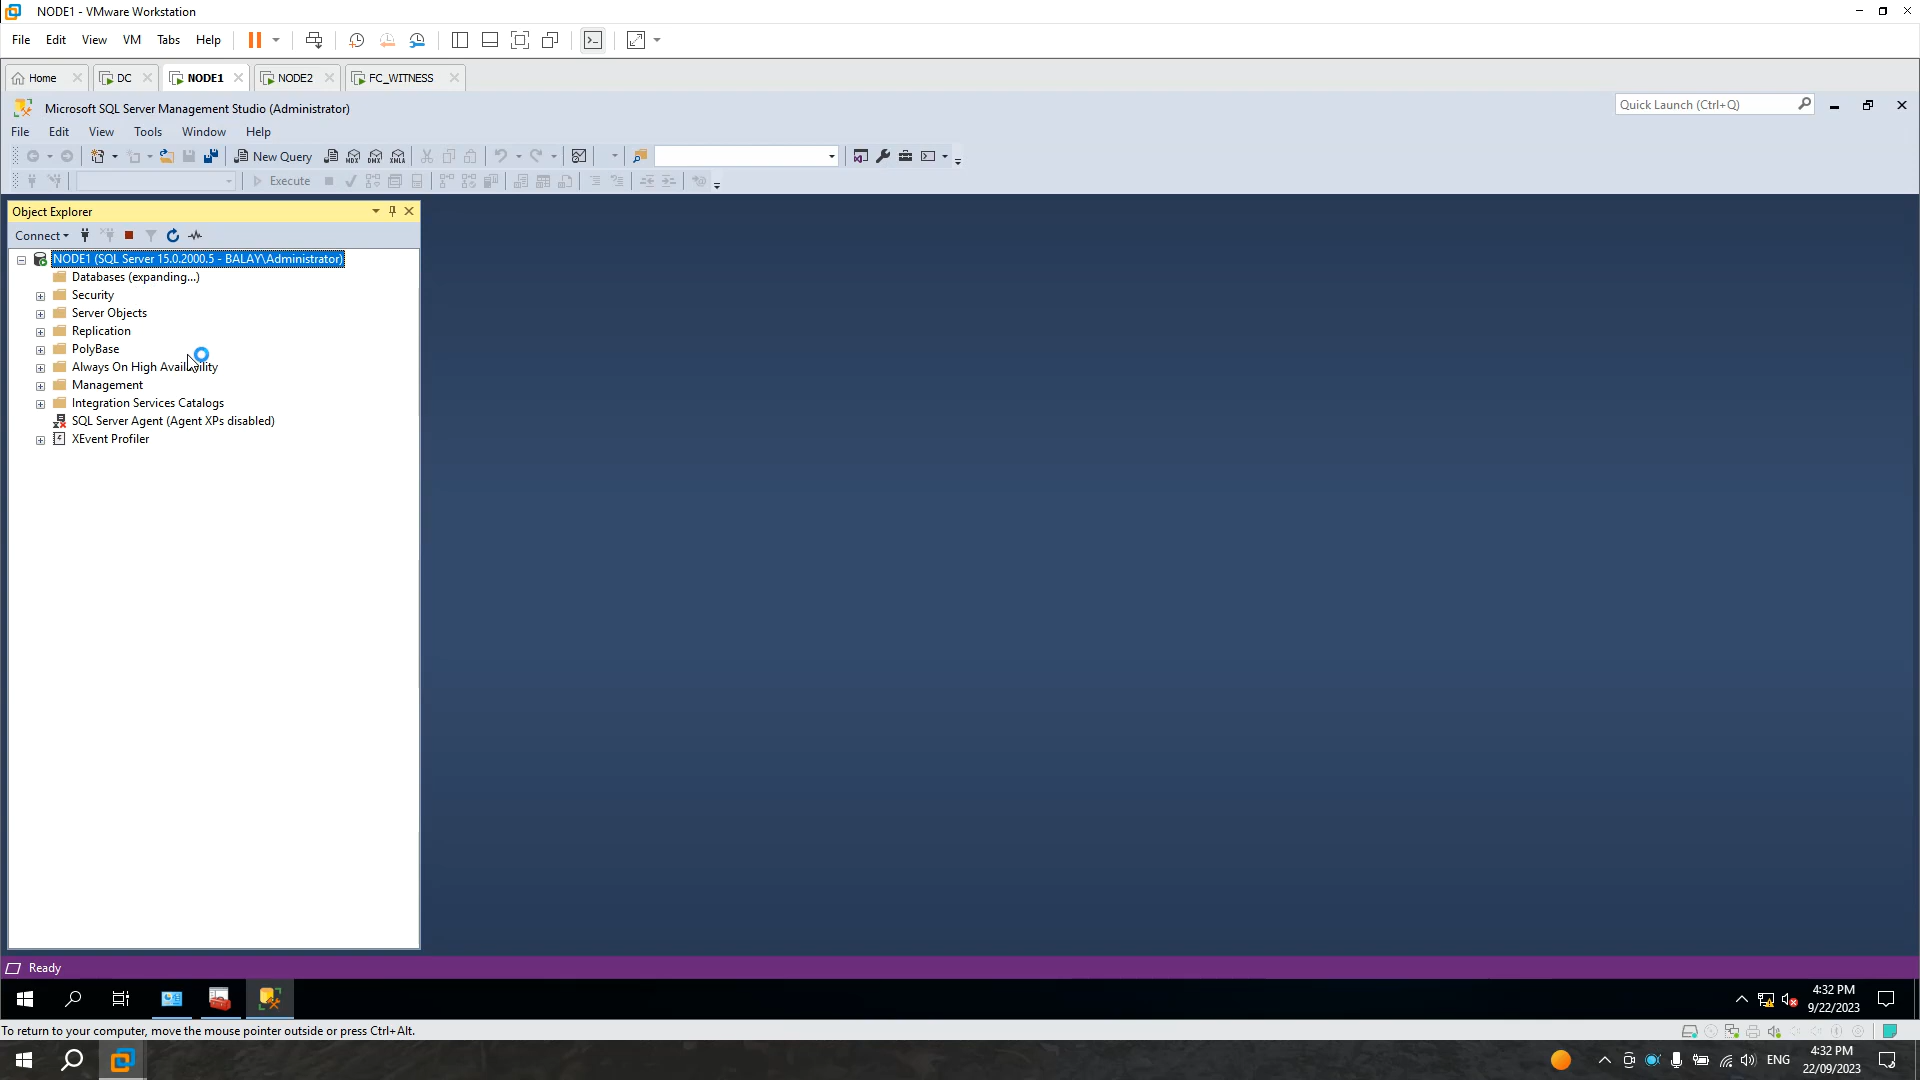 NODE1 - VMware Workstation
File Edit View VM Tabs Help
Home DC NODE1 NODE2 FC_WITNESS
Microsoft SQL Server Management Studio (Administrator)
Quick Launch (Ctrl+Q)
File Edit View Tools Window Help
New Query
MDX DMX XMLA
Execute
Object Explorer
Connect
NODE1 (SQL Server 15.0.2000.5 - BALAY\Administrator)
Databases (expanding...)
Security
Server Objects
Replication
PolyBase
Always On High Availability
Management
Integration Services Catalogs
SQL Server Agent (Agent XPs disabled)
XEvent Profiler
Ready
4:32 PM
9/22/2023
To return to your computer, move the mouse pointer outside or press Ctrl+Alt.
ENG
4:32 PM
22/09/2023